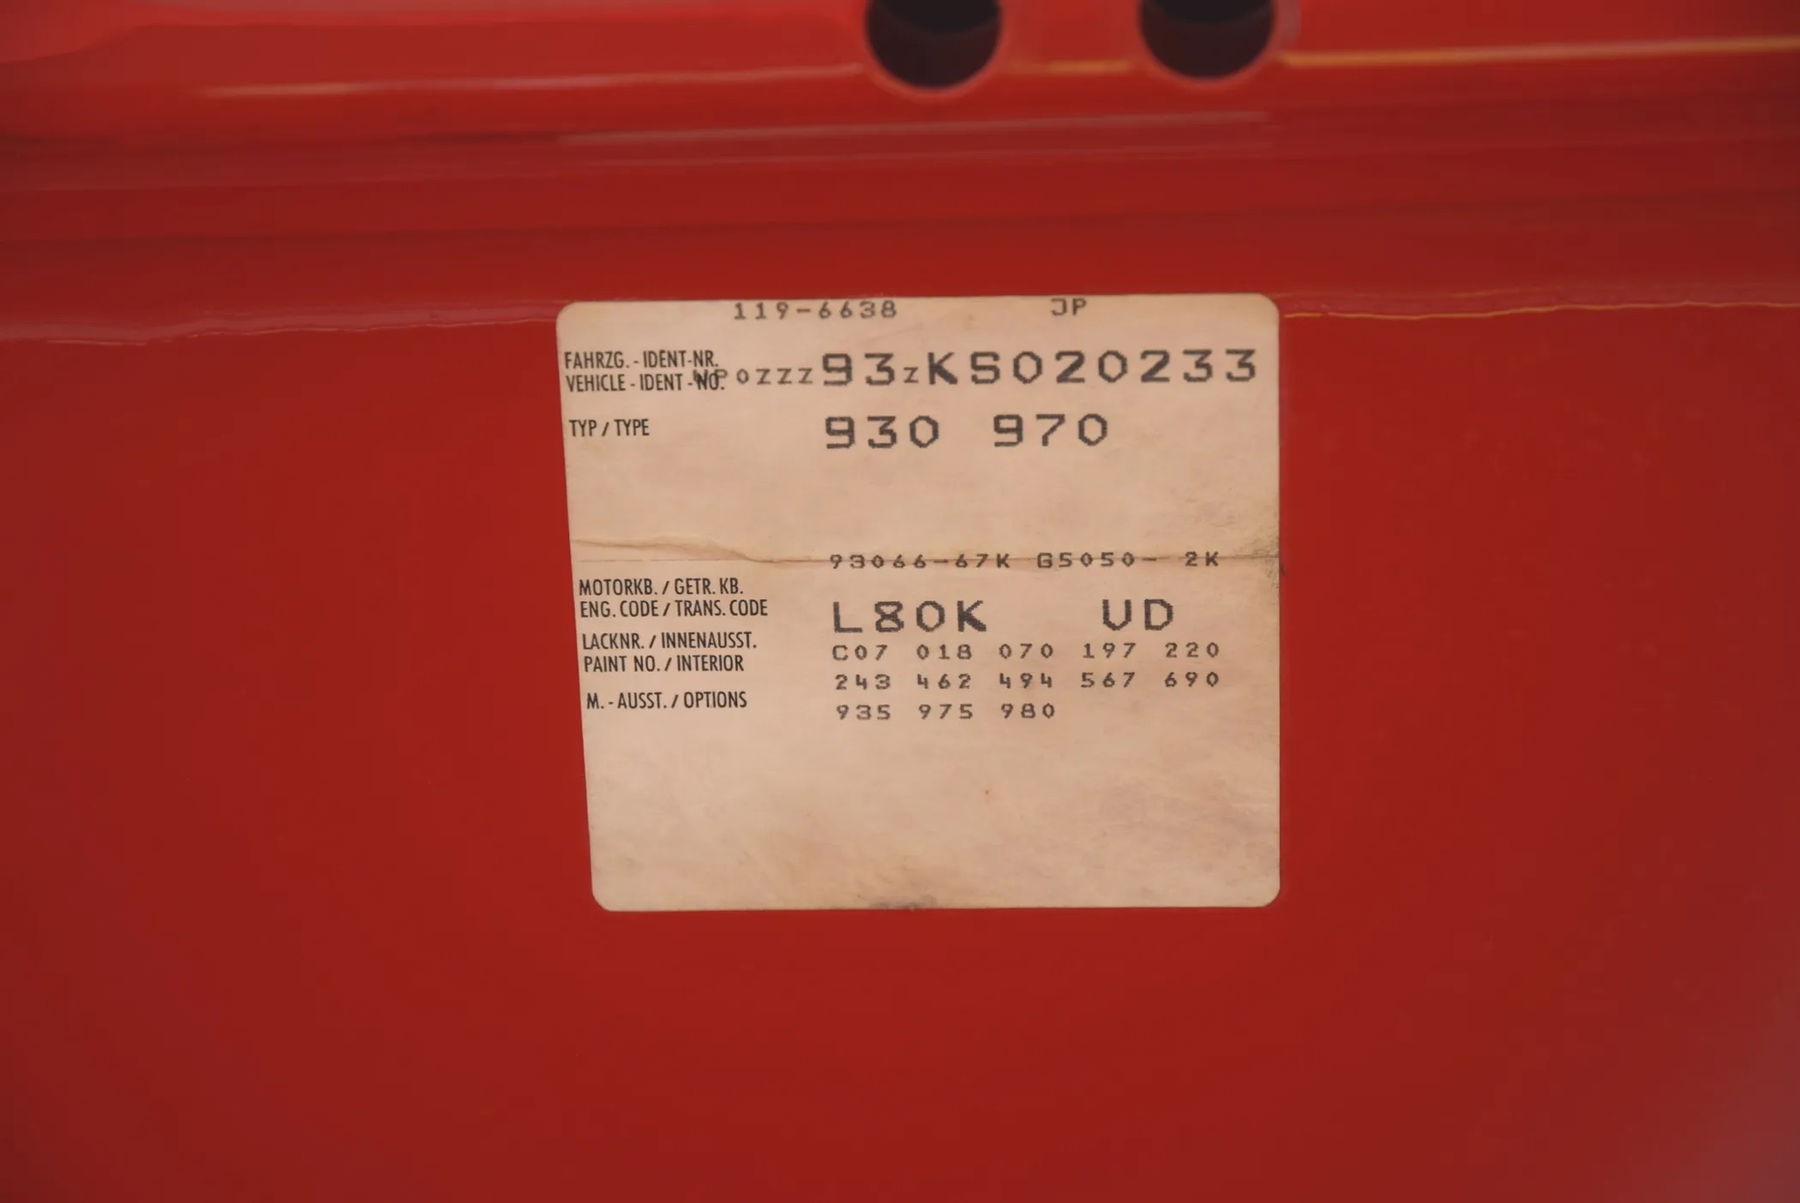 119-6638 JP
FAHRZG. - IDENT-NR.
VEHICLE - IDENT -NO. WP0ZZZ93ZKS020233
TYP / TYPE 930 970
93066-67K G5050- 2K
MOTORKB. / GETR. KB.
ENG. CODE / TRANS. CODE L80K UD
LACKNR. / INNENAUSST. C07 018 070 197 220
PAINT NO. / INTERIOR 243 462 494 567 690
M. - AUSST. / OPTIONS 935 975 980